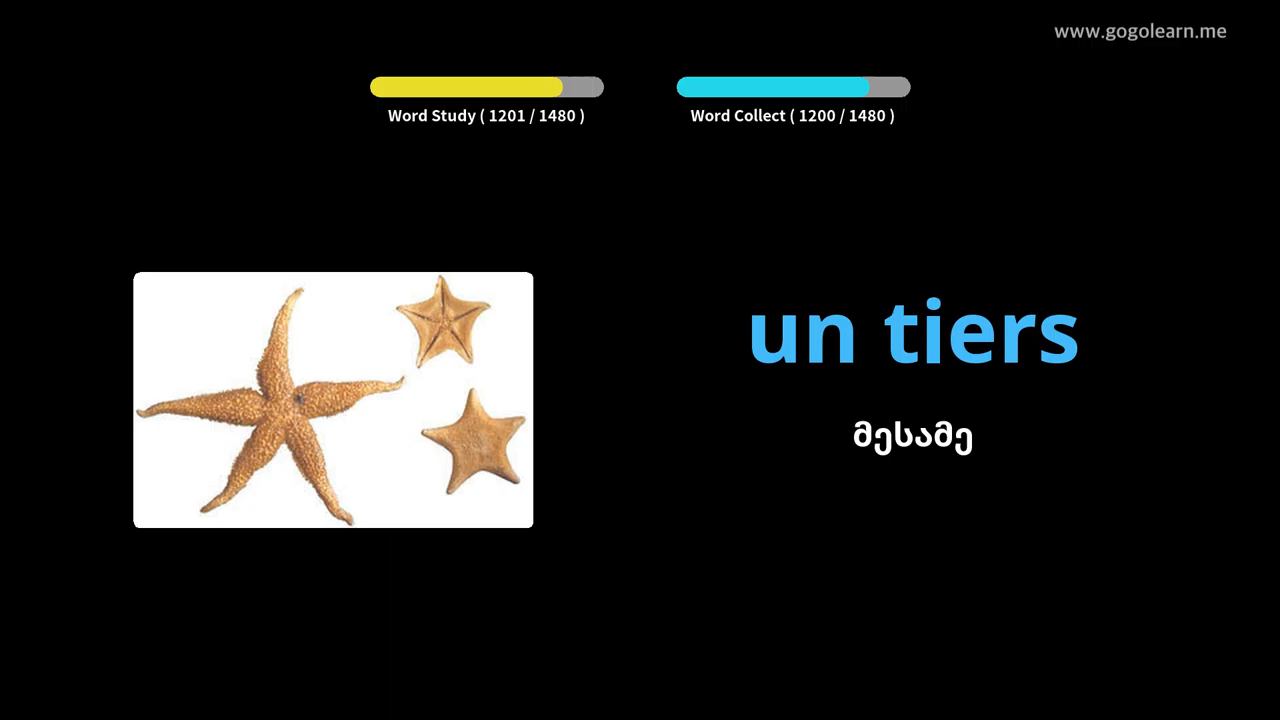 www.gogolearn.me
Word Study ( 1201 / 1480 )
Word Collect ( 1200 / 1480 )
un tiers
მესამე